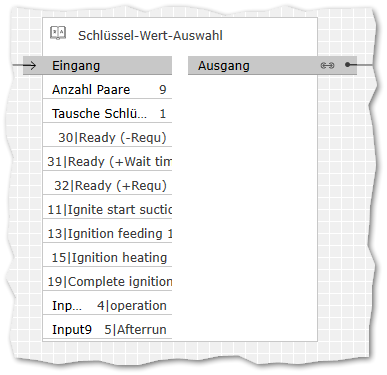 Schlüssel-Wert-Auswahl
Eingang Ausgang
Anzahl Paare 9
Tausche Schlü... 1
30|Ready (-Requ)
31|Ready (+Wait tim
32|Ready (+Requ)
11|Ignite start suctio
13|Ignition feeding 1
15|Ignition heating
19|Complete ignition
Inp... 4|operation
Input9 5|Afterrun